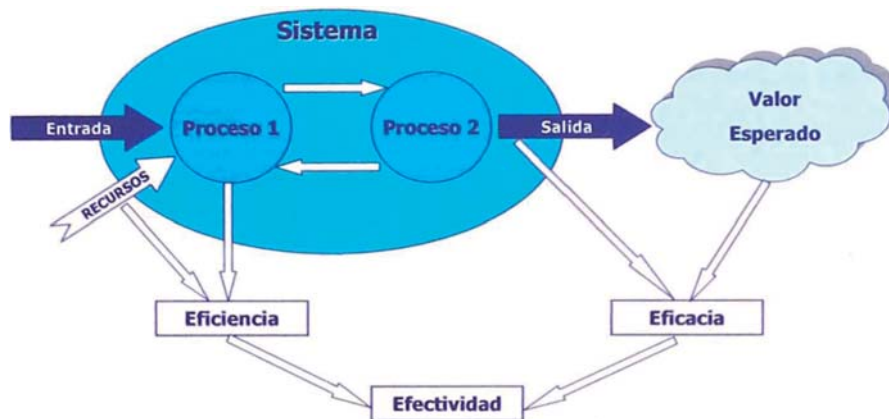 Sistema
Entrada
Proceso 1
Proceso 2
Salida
Valor
Esperado
RECURSOS
Eficiencia
Eficacia
Efectividad